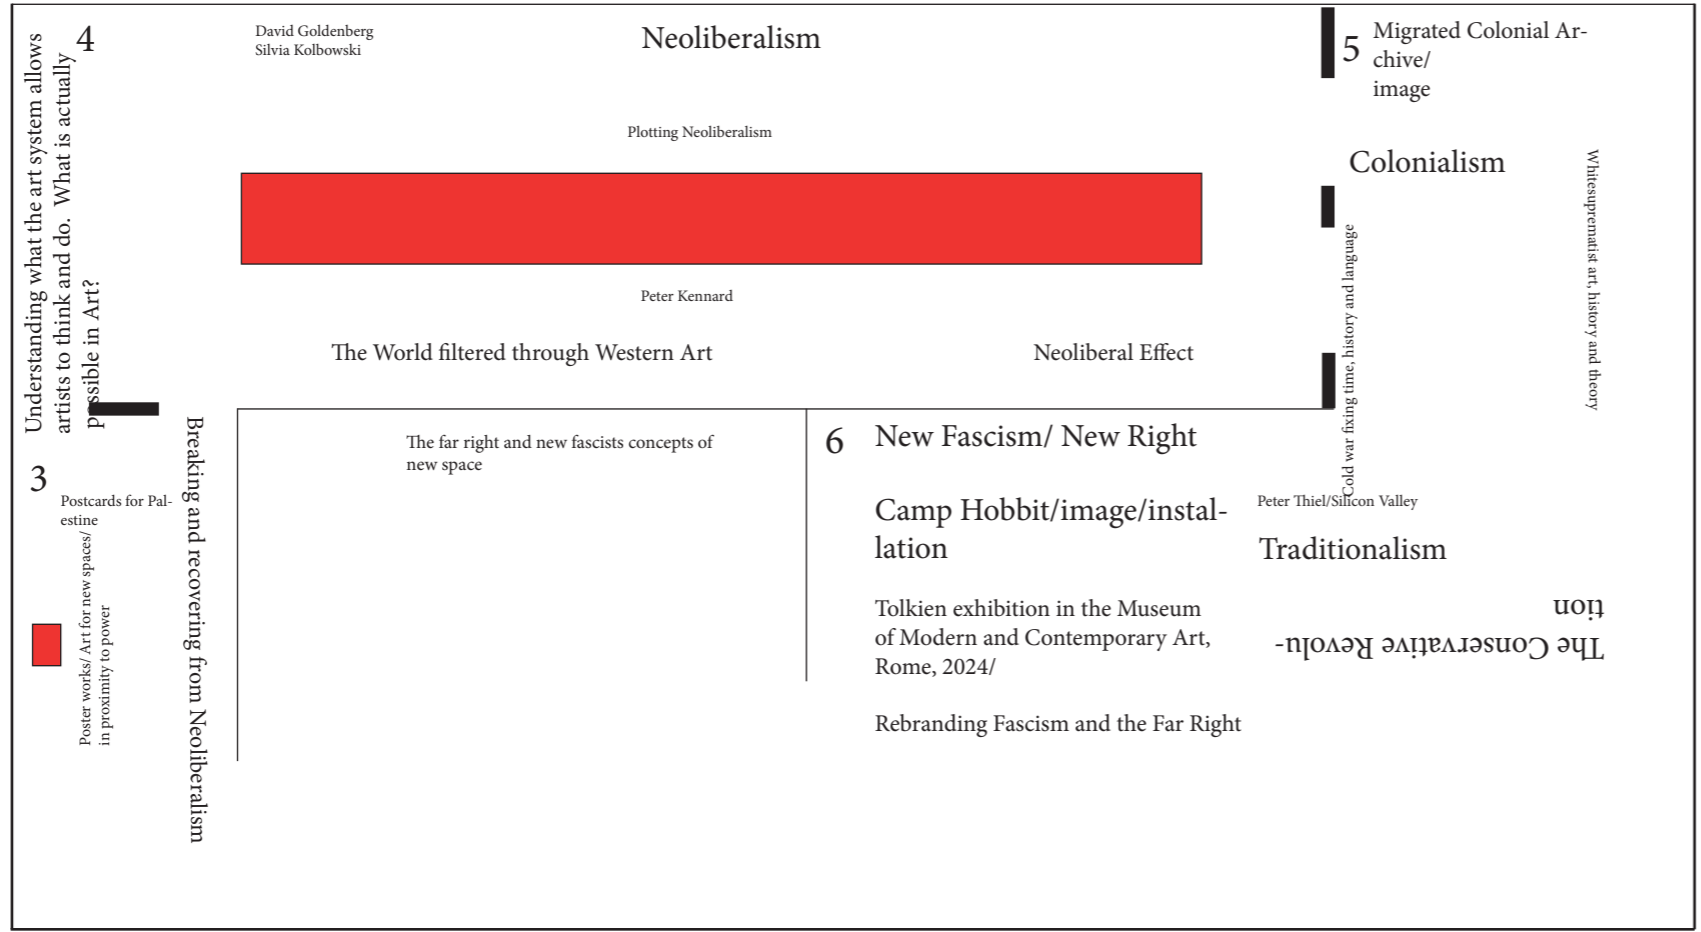 Understanding what the art system allows
artists to think and do. What is actually
possible in Art?
4
David Goldenberg
Silvia Kolbowski
Neoliberalism
Plotting Neoliberalism
Peter Kennard
The World filtered through Western Art
Neoliberal Effect
5
Migrated Colonial Ar-
chive/
image
Colonialism
Cold war fixing time, history and language
Whitesuprematist art, history and theory
3
Postcards for Pal-
estine
Poster works/ Art for new spaces/
in proximity to power
Breaking and recovering from Neoliberalism
The far right and new fascists concepts of
new space
6
New Fascism/ New Right
Camp Hobbit/image/instal-
lation
Tolkien exhibition in the Museum
of Modern and Contemporary Art,
Rome, 2024/
Rebranding Fascism and the Far Right
Peter Thiel/Silicon Valley
Traditionalism
The Conservative Revolu-
tion